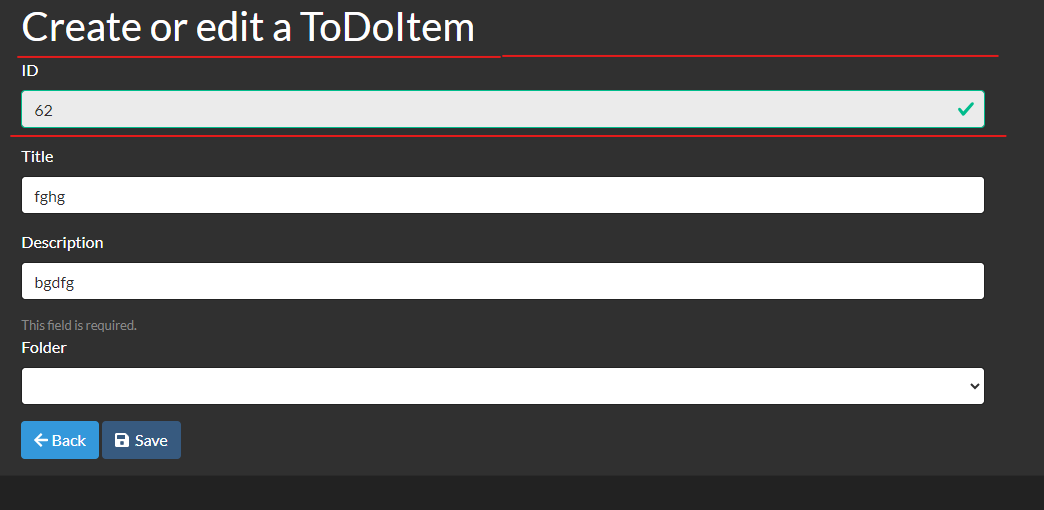 Create or edit a ToDoItem
ID
62
Title
fghg
Description
bgdfg
This field is required.
Folder
Back Save